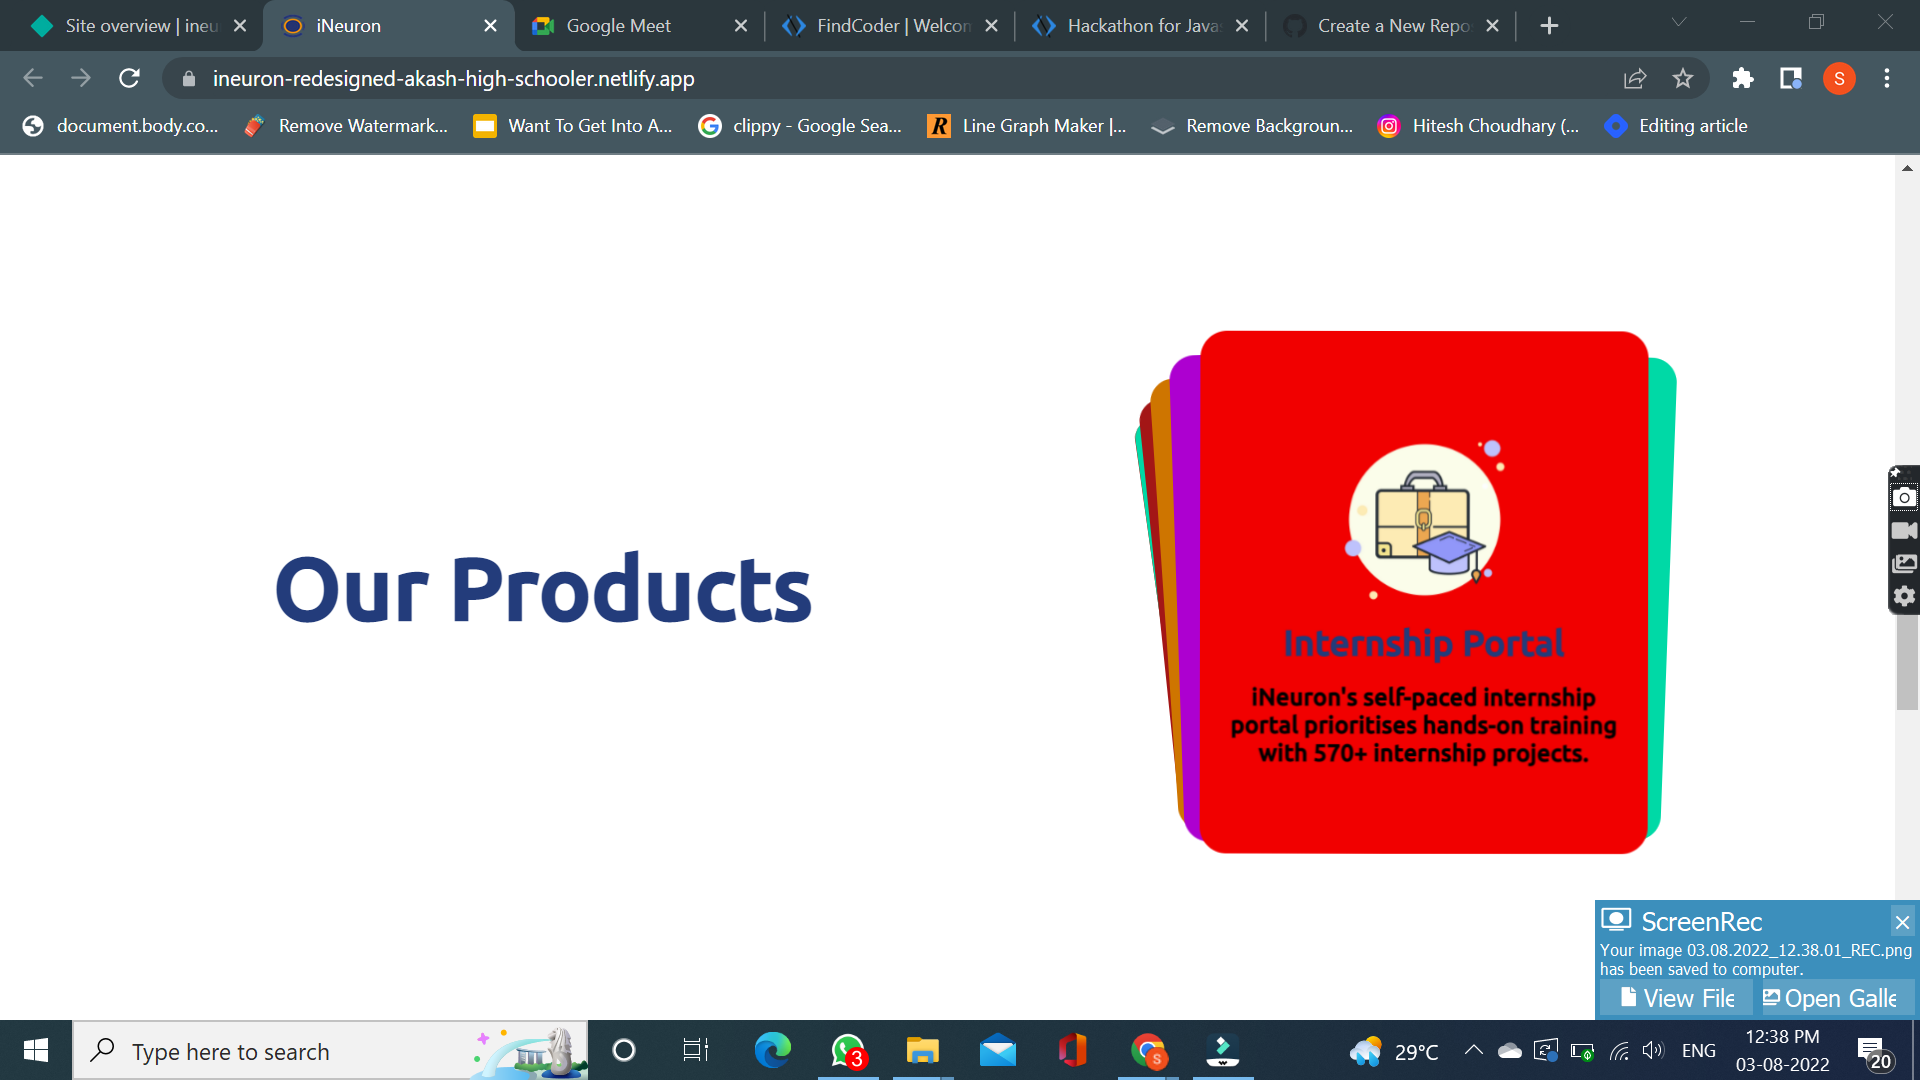 Site overview | ineu
iNeuron
Google Meet
FindCoder | Welcom
Hackathon for Javas
Create a New Repo
ineuron-redesigned-akash-high-schooler.netlify.app
S
document.body.co...
Remove Watermark...
Want To Get Into A...
clippy - Google Sea...
R
Line Graph Maker |...
Remove Backgroun...
Hitesh Choudhary (...
Editing article
Our Products
Internship Portal
iNeuron's self-paced internship
portal prioritises hands-on training
with 570+ internship projects.
ScreenRec
Your image 03.08.2022_12.38.01_REC.png
has been saved to computer.
View File
Open Galle
Type here to search
3
S
29°C
ENG
12:38 PM
03-08-2022
20